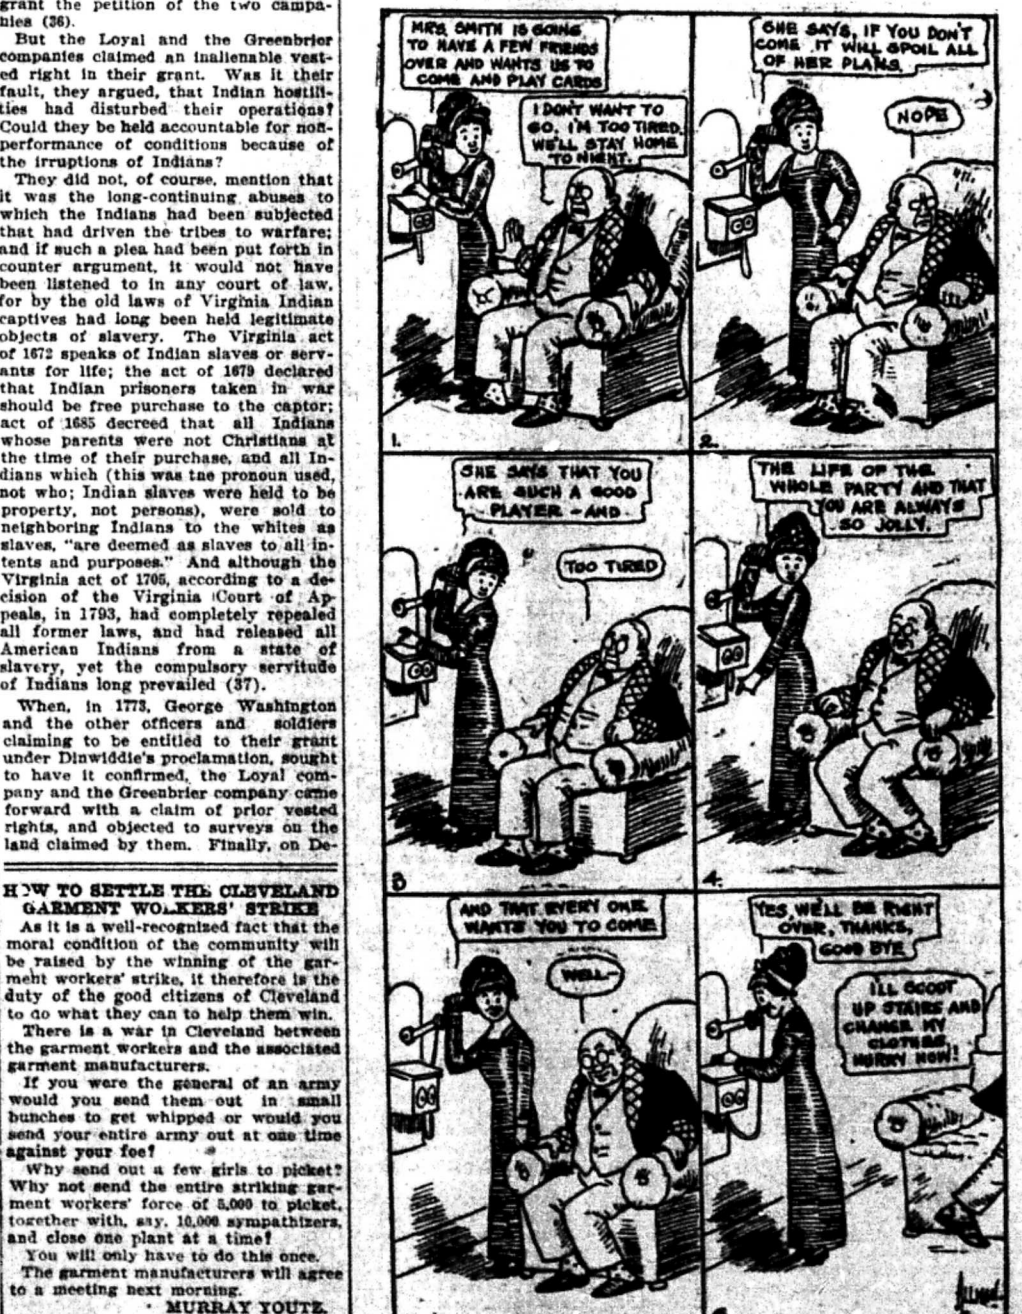 grant the petition of the two campa-
nies (36).
But the Loyal and the Greenbrier
companies claimed an inalienable vest-
ed right in their grant. Was it their
fault, they argued, that Indian hostili-
ties had disturbed their operations?
Could they be held accountable for non-
performance of conditions because of
the irruptions of Indians?
They did not, of course, mention that
it was the long-continuing abuses to
which the Indians had been subjected
that had driven the tribes to warfare;
and if such a plea had been put forth in
counter argument, it would not have
been listened to in any court of law,
for by the old laws of Virginia Indian
captives had long been held legitimate
objects of slavery. The Virginia act
of 1672 speaks of Indian slaves or serv-
ants for life; the act of 1679 declared
that Indian prisoners taken in war
should be free purchase to the captor;
act of 1685 decreed that all Indians
whose parents were not Christians at
the time of their purchase, and all In-
dians which (this was tne pronoun used,
not who; Indian slaves were held to be
property, not persons), were sold to
neighboring Indians to the whites as
slaves, "are deemed as slaves to all in-
tents and purposes." And although the
Virginia act of 1705, according to a de-
cision of the Virginia Court of Ap-
peals, in 1793, had completely repealed
all former laws, and had released all
American Indians from a state of
slavery, yet the compulsory servitude
of Indians long prevailed (37).
When, in 1773, George Washington
and the other officers and soldiers
claiming to be entitled to their grant
under Dinwiddie's proclamation, sought
to have it confirmed, the Loyal com-
pany and the Greenbrier company came
forward with a claim of prior vested
rights, and objected to surveys on the
land claimed by them. Finally, on De-
HOW TO SETTLE THE CLEVELAND
GARMENT WORKERS' STRIKE
As it is a well-recognized fact that the
moral condition of the community will
be raised by the winning of the gar-
ment workers' strike, it therefore is the
duty of the good citizens of Cleveland
to do what they can to help them win.
There is a war in Cleveland between
the garment workers and the associated
garment manufacturers.
If you were the general of an army
would you send them out in small
bunches to get whipped or would you
send your entire army out at one time
against your foe?
Why send out a few girls to picket?
Why not send the entire striking gar-
ment workers' force of 5,000 to picket,
together with, say, 10,000 sympathizers,
and close one plant at a time?
You will only have to do this once.
The garment manufacturers will agree
to a meeting next morning.
MURRAY YOUTZ.
MRS. SMITH IS GOING
TO HAVE A FEW FRIENDS
OVER AND WANTS US TO
COME AND PLAY CARDS
I DON'T WANT TO
GO. I'M TOO TIRED.
WE'LL STAY HOME
TO NIGHT.
1.
SHE SAYS, IF YOU DON'T
COME IT WILL SPOIL ALL
OF HER PLANS.
NOPE
2.
SHE SAYS THAT YOU
ARE SUCH A GOOD
PLAYER - AND -
TOO TIRED
3
THE LIFE OF THE
WHOLE PARTY AND THAT
YOU ARE ALWAYS
SO JOLLY.
4.
AND THAT EVERY ONE
WANTS YOU TO COME
WELL-
YES, WE'LL BE RIGHT
OVER, THANKS,
GOOD BYE
I'LL SCOOT
UP STAIRS AND
CHANGE MY
CLOTHES
HURRY NOW!